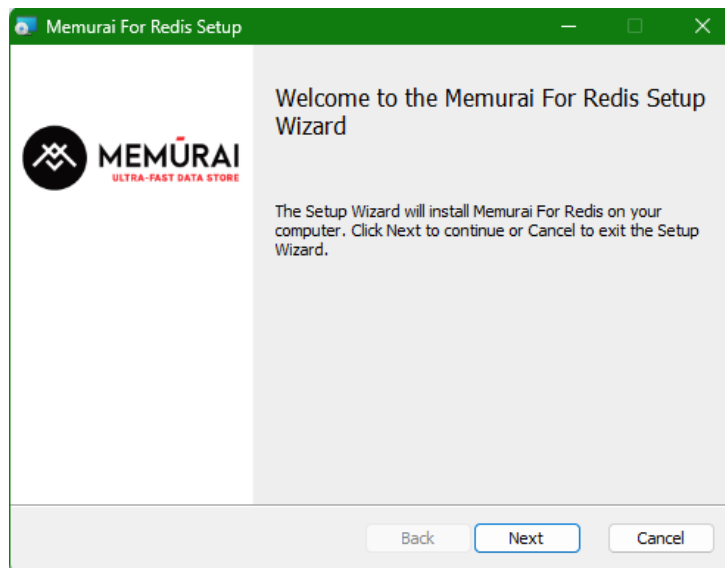 Memurai For Redis Setup
MEMŪRAI
ULTRA-FAST DATA STORE
Welcome to the Memurai For Redis Setup
Wizard
The Setup Wizard will install Memurai For Redis on your
computer. Click Next to continue or Cancel to exit the Setup
Wizard.
Back
Next
Cancel